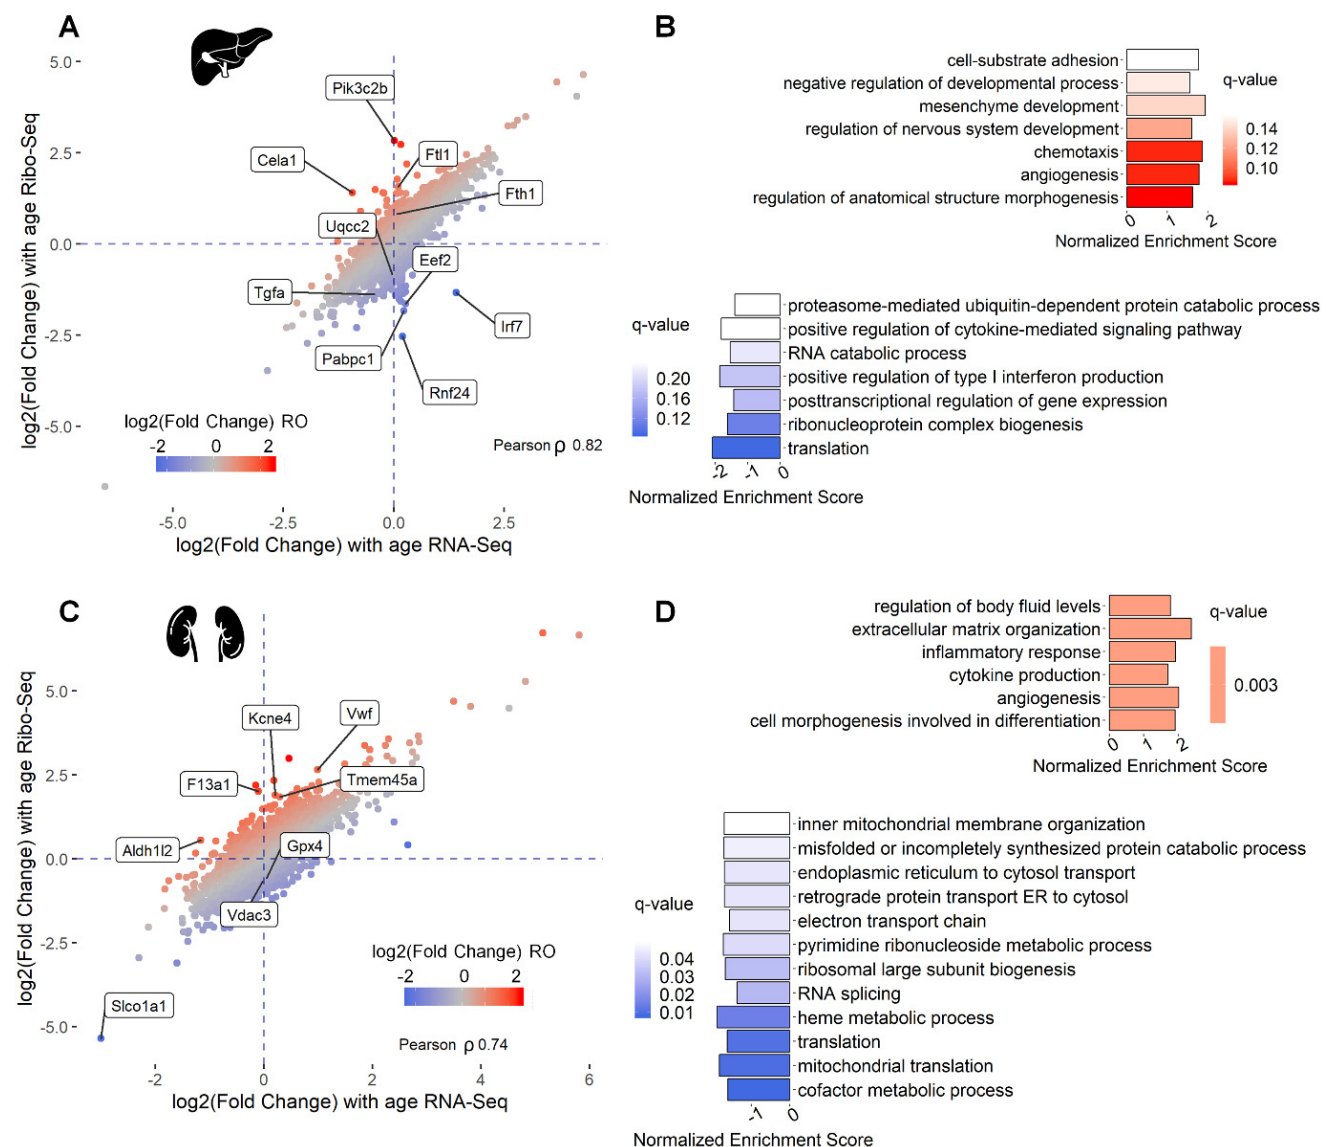 A
log2(Fold Change) with age Ribo-Seq
5.0
2.5
0.0
-2.5
-5.0
Pik3c2b
Cela1
Ftl1
Fth1
Uqcc2
Eef2
Tgfa
Irf7
Pabpc1
Rnf24
log2(Fold Change) RO
-2 0 2
Pearson ρ 0.82
-5.0 -2.5 0.0 2.5
log2(Fold Change) with age RNA-Seq
B
cell-substrate adhesion
negative regulation of developmental process
mesenchyme development
regulation of nervous system development
chemotaxis
angiogenesis
regulation of anatomical structure morphogenesis
q-value
0.14
0.12
0.10
0 1 2
Normalized Enrichment Score
proteasome-mediated ubiquitin-dependent protein catabolic process
positive regulation of cytokine-mediated signaling pathway
RNA catabolic process
positive regulation of type I interferon production
posttranscriptional regulation of gene expression
ribonucleoprotein complex biogenesis
translation
q-value
0.20
0.16
0.12
-2 -1 0
Normalized Enrichment Score
C
log2(Fold Change) with age Ribo-Seq
5.0
2.5
0.0
-2.5
-5.0
Kcne4
Vwf
F13a1
Tmem45a
Aldh1l2
Gpx4
Vdac3
Slco1a1
log2(Fold Change) RO
-2 0 2
Pearson ρ 0.74
-2 0 2 4 6
log2(Fold Change) with age RNA-Seq
D
regulation of body fluid levels
extracellular matrix organization
inflammatory response
cytokine production
angiogenesis
cell morphogenesis involved in differentiation
q-value
0.003
0 1 2
Normalized Enrichment Score
inner mitochondrial membrane organization
misfolded or incompletely synthesized protein catabolic process
endoplasmic reticulum to cytosol transport
retrograde protein transport ER to cytosol
electron transport chain
pyrimidine ribonucleoside metabolic process
ribosomal large subunit biogenesis
RNA splicing
heme metabolic process
translation
mitochondrial translation
cofactor metabolic process
q-value
0.04
0.03
0.02
0.01
-1 0
Normalized Enrichment Score